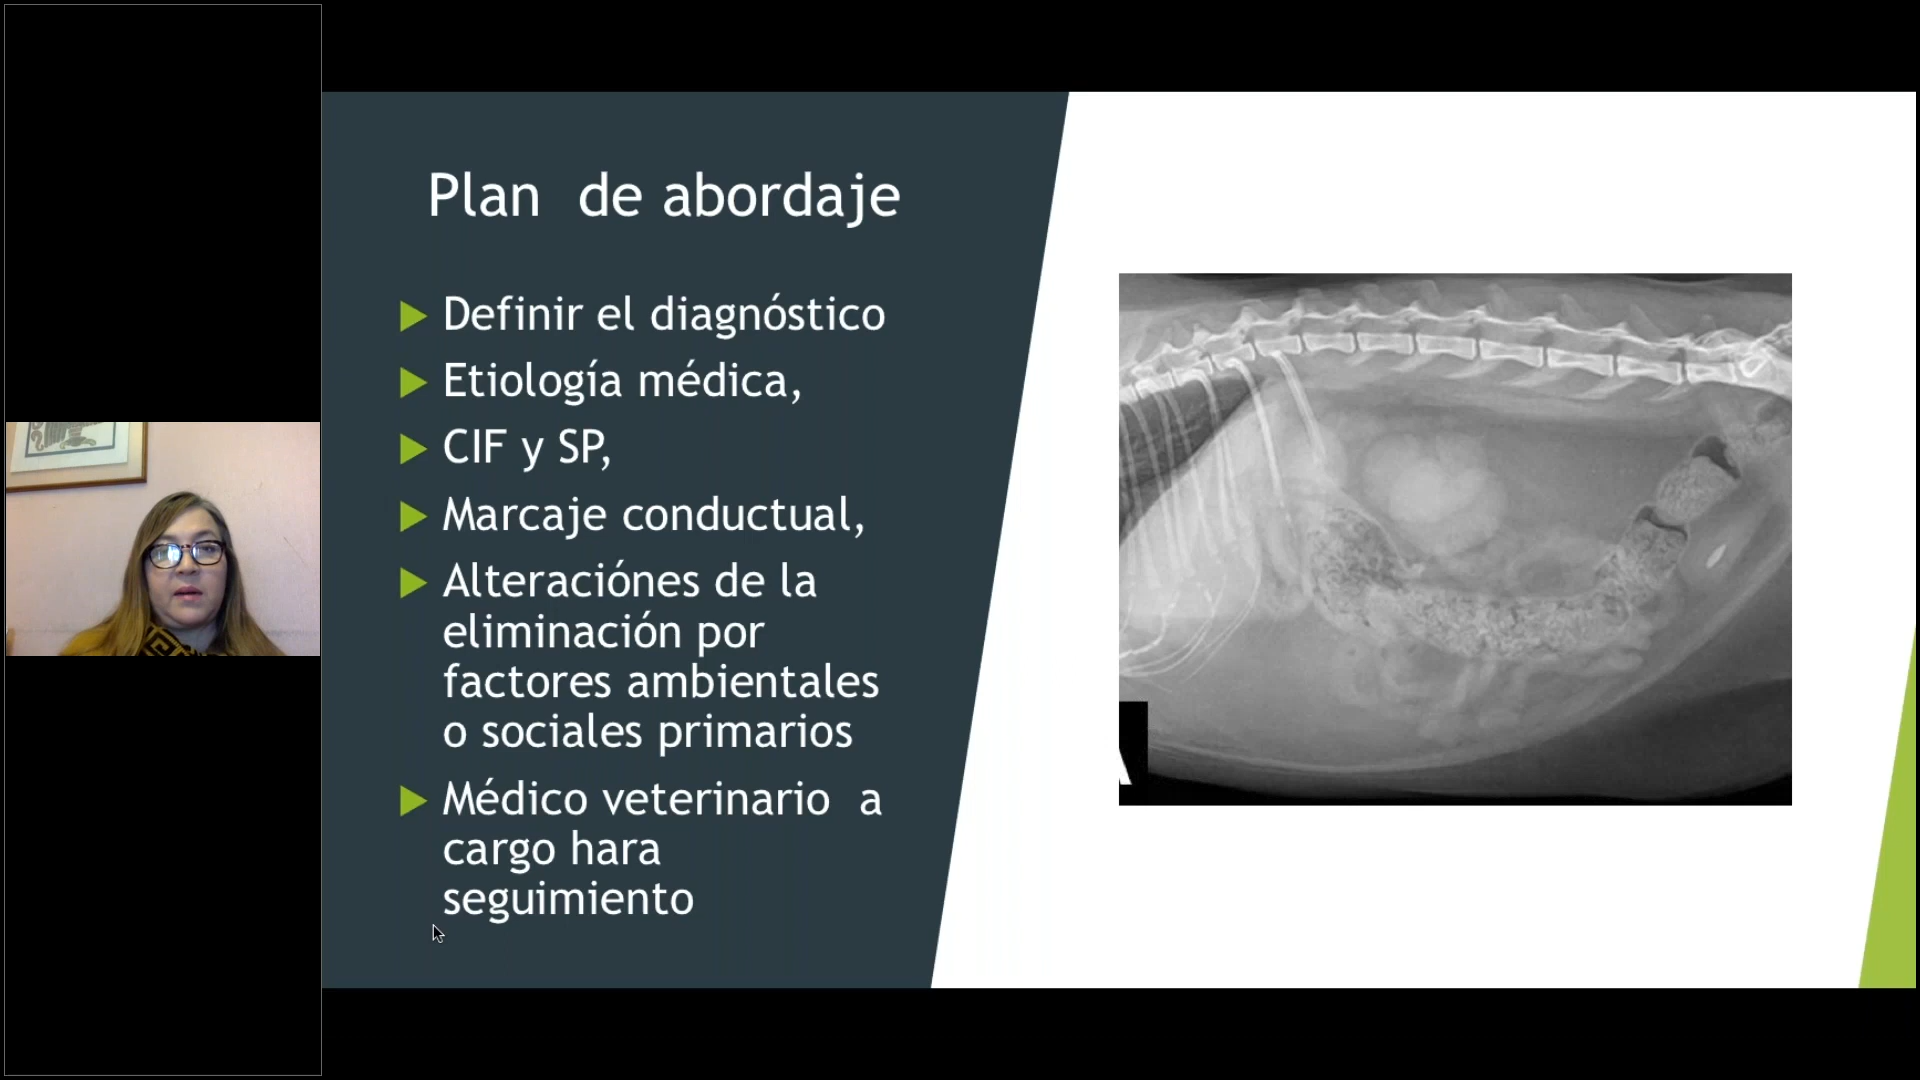 Plan de abordaje
Definir el diagnóstico
Etiología médica,
CIF y SP,
Marcaje conductual,
Alteraciónes de la
eliminación por
factores ambientales
o sociales primarios
Médico veterinario a
cargo hara
seguimiento